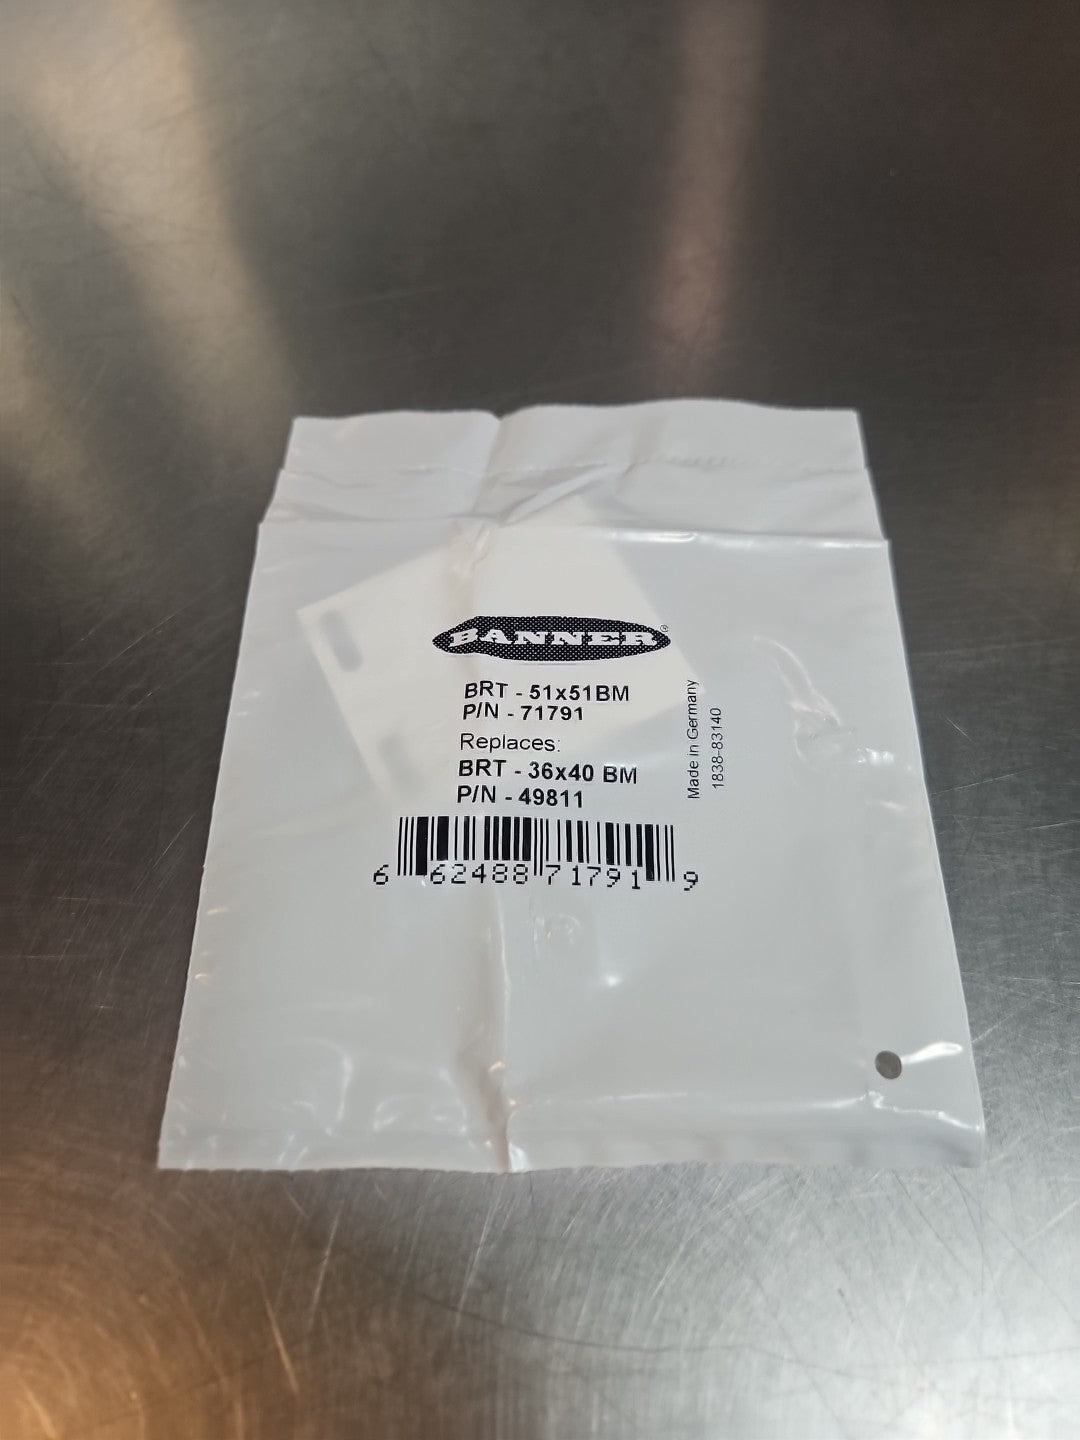 BANNER®
BRT - 51x51BM
P/N - 71791
Replaces:
BRT - 36x40 BM
P/N - 49811
Made in Germany
1838-83140
6 62488 71791 9